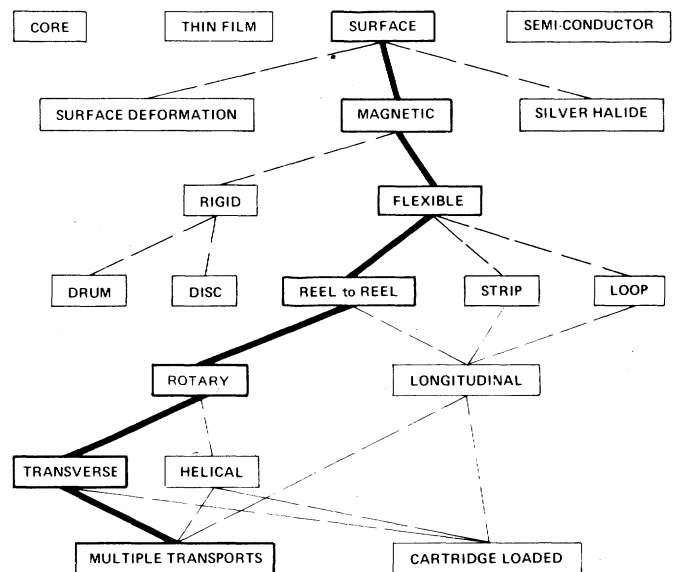 CORE
THIN FILM
SURFACE
SEMI-CONDUCTOR
SURFACE DEFORMATION
MAGNETIC
SILVER HALIDE
RIGID
FLEXIBLE
DRUM
DISC
REEL to REEL
STRIP
LOOP
ROTARY
LONGITUDINAL
TRANSVERSE
HELICAL
MULTIPLE TRANSPORTS
CARTRIDGE LOADED